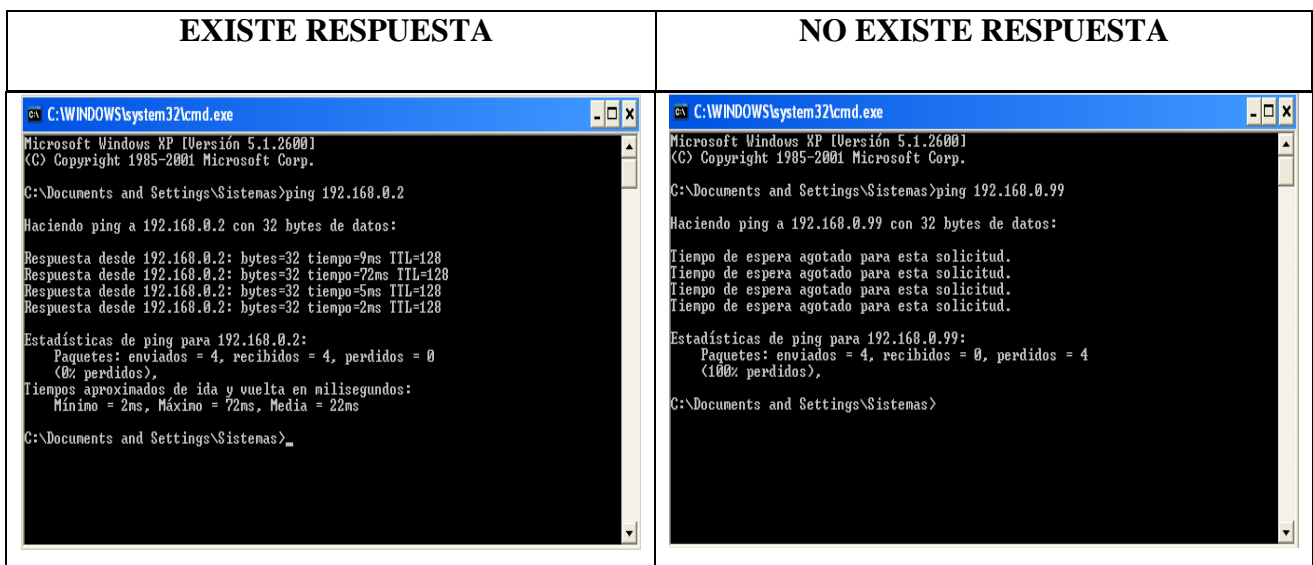 EXISTE RESPUESTA
NO EXISTE RESPUESTA
C:\WINDOWS\system32\cmd.exe
Microsoft Windows XP [Versión 5.1.2600]
(C) Copyright 1985-2001 Microsoft Corp.
C:\Documents and Settings\Sistemas>ping 192.168.0.2
Haciendo ping a 192.168.0.2 con 32 bytes de datos:
Respuesta desde 192.168.0.2: bytes=32 tiempo=9ms TTL=128
Respuesta desde 192.168.0.2: bytes=32 tiempo=72ms TTL=128
Respuesta desde 192.168.0.2: bytes=32 tiempo=5ms TTL=128
Respuesta desde 192.168.0.2: bytes=32 tiempo=2ms TTL=128
Estadísticas de ping para 192.168.0.2:
Paquetes: enviados = 4, recibidos = 4, perdidos = 0
(0% perdidos),
Tiempos aproximados de ida y vuelta en milisegundos:
Mínimo = 2ms, Máximo = 72ms, Media = 22ms
C:\Documents and Settings\Sistemas>_
C:\WINDOWS\system32\cmd.exe
Microsoft Windows XP [Versión 5.1.2600]
(C) Copyright 1985-2001 Microsoft Corp.
C:\Documents and Settings\Sistemas>ping 192.168.0.99
Haciendo ping a 192.168.0.99 con 32 bytes de datos:
Tiempo de espera agotado para esta solicitud.
Tiempo de espera agotado para esta solicitud.
Tiempo de espera agotado para esta solicitud.
Tiempo de espera agotado para esta solicitud.
Estadísticas de ping para 192.168.0.99:
Paquetes: enviados = 4, recibidos = 0, perdidos = 4
(100% perdidos),
C:\Documents and Settings\Sistemas>